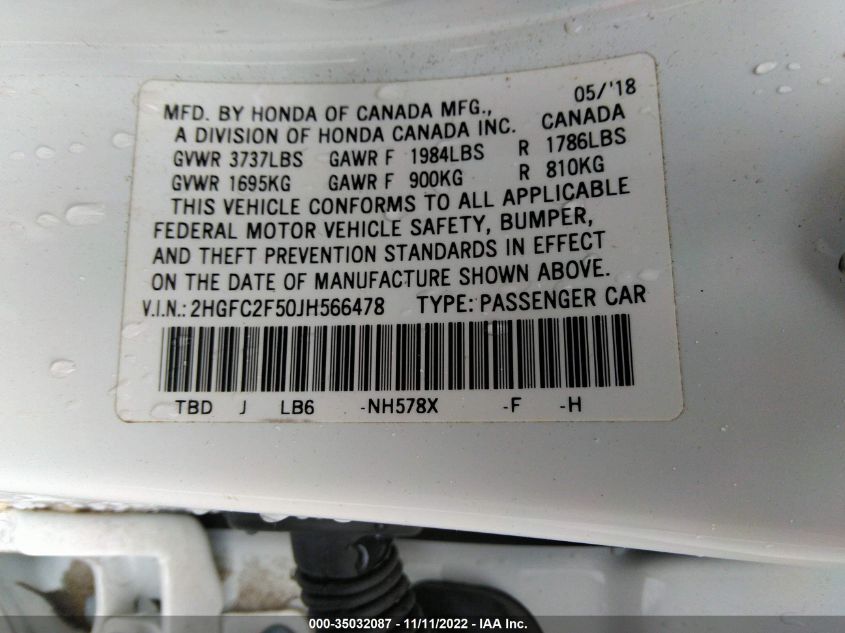 05/'18
MFD. BY HONDA OF CANADA MFG.,
A DIVISION OF HONDA CANADA INC. CANADA
GVWR 3737LBS GAWR F 1984LBS R 1786LBS
GVWR 1695KG GAWR F 900KG R 810KG
THIS VEHICLE CONFORMS TO ALL APPLICABLE
FEDERAL MOTOR VEHICLE SAFETY, BUMPER,
AND THEFT PREVENTION STANDARDS IN EFFECT
ON THE DATE OF MANUFACTURE SHOWN ABOVE.
V.I.N.: 2HGFC2F50JH566478 TYPE: PASSENGER CAR
TBD J LB6 -NH578X -F -H
000-35032087 - 11/11/2022 - IAA Inc.